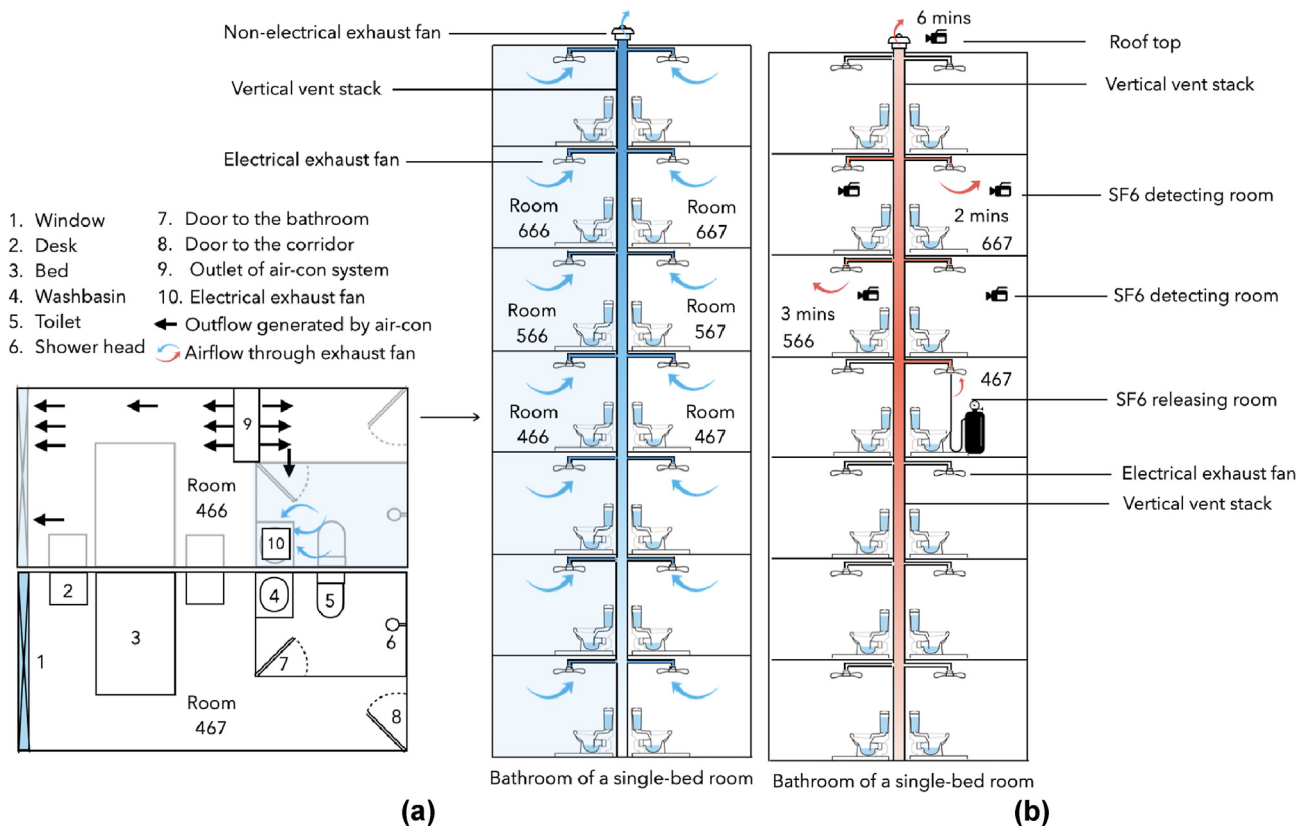 Non-electrical exhaust fan
Vertical vent stack
Electrical exhaust fan
1. Window
2. Desk
3. Bed
4. Washbasin
5. Toilet
6. Shower head
7. Door to the bathroom
8. Door to the corridor
9. Outlet of air-con system
10. Electrical exhaust fan
Outflow generated by air-con
Airflow through exhaust fan
9
Room
466
10
2
3
4
5
6
1
7
Room
467
8
Room
666
Room
667
Room
566
Room
567
Room
466
Room
467
Bathroom of a single-bed room
(a)
6 mins
Roof top
Vertical vent stack
SF6 detecting room
2 mins
667
SF6 detecting room
3 mins
566
467
SF6 releasing room
Electrical exhaust fan
Vertical vent stack
Bathroom of a single-bed room
(b)